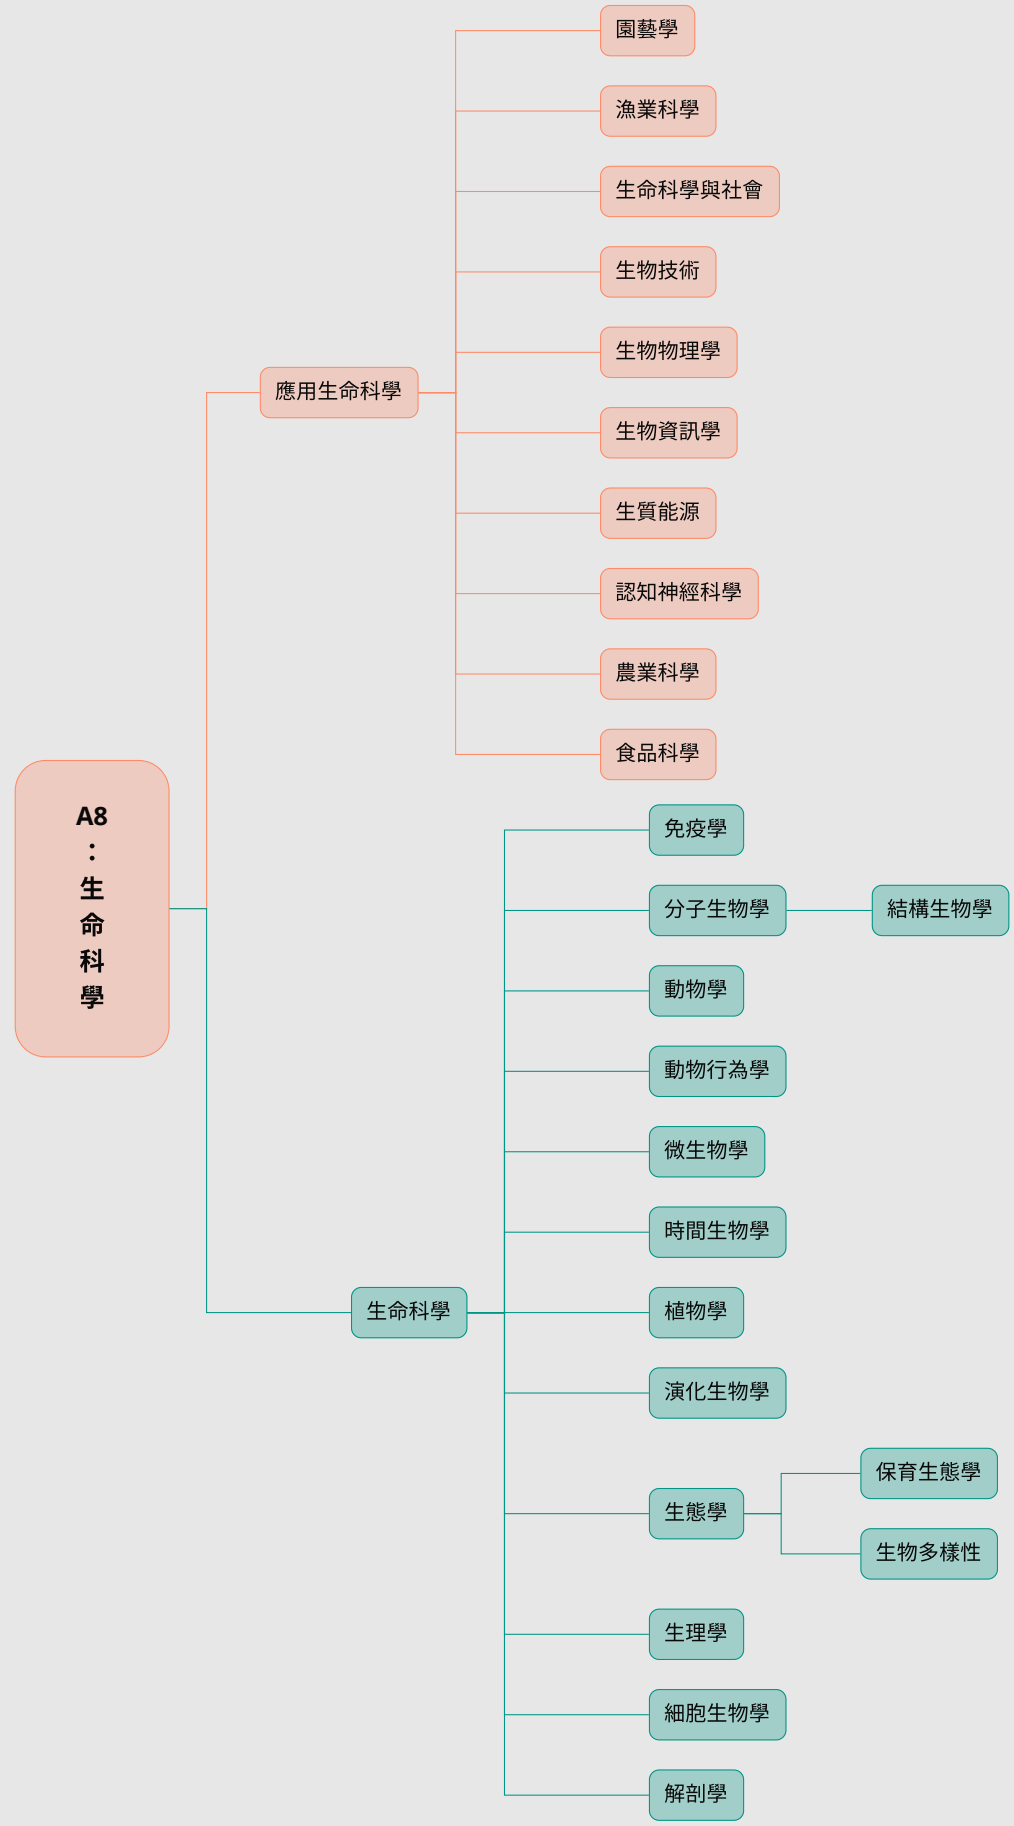 A8
：
生
命
科
學
應用生命科學
園藝學
漁業科學
生命科學與社會
生物技術
生物物理學
生物資訊學
生質能源
認知神經科學
農業科學
食品科學
生命科學
免疫學
分子生物學
結構生物學
動物學
動物行為學
微生物學
時間生物學
植物學
演化生物學
生態學
保育生態學
生物多樣性
生理學
細胞生物學
解剖學